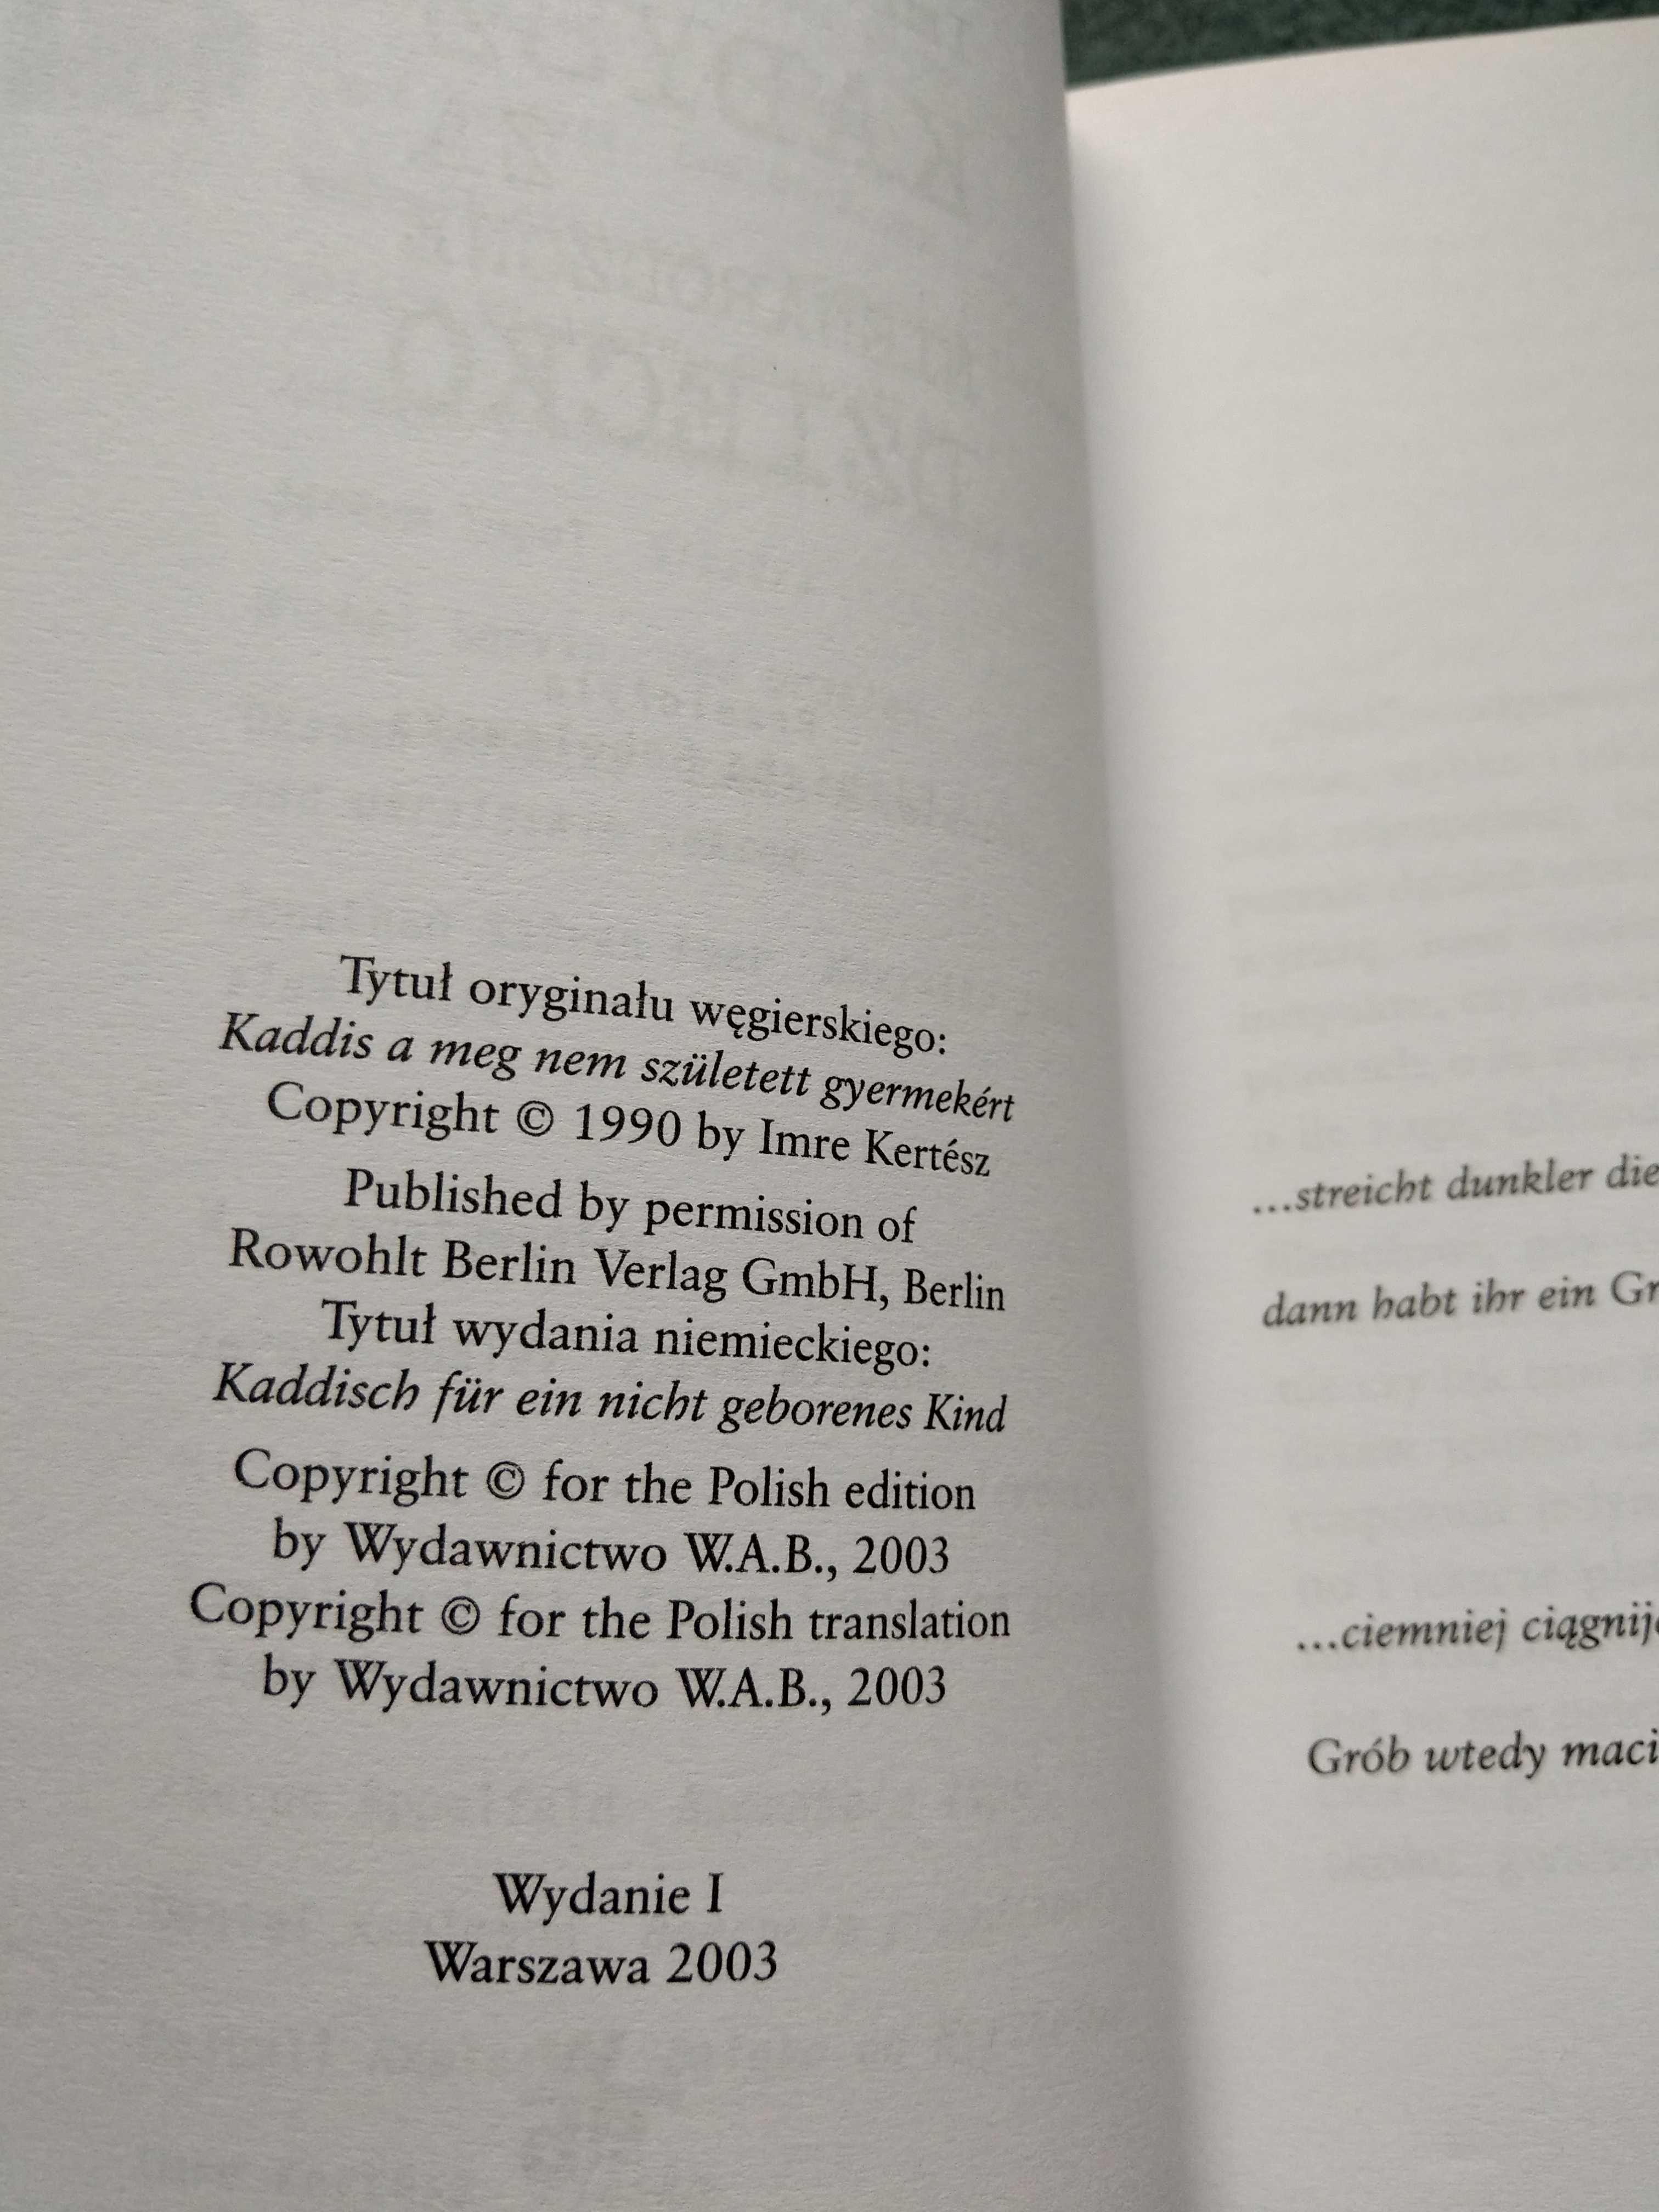 Tytuł oryginału węgierskiego:
Kaddis a meg nem született gyermekért
Copyright © 1990 by Imre Kertész
Published by permission of
Rowohlt Berlin Verlag GmbH, Berlin
Tytuł wydania niemieckiego:
Kaddisch für ein nicht geborenes Kind
Copyright © for the Polish edition
by Wydawnictwo W.A.B., 2003
Copyright © for the Polish translation
by Wydawnictwo W.A.B., 2003
Wydanie I
Warszawa 2003
...streicht dunkler die
dann habt ihr ein
...ciemniej
Grób wtedy